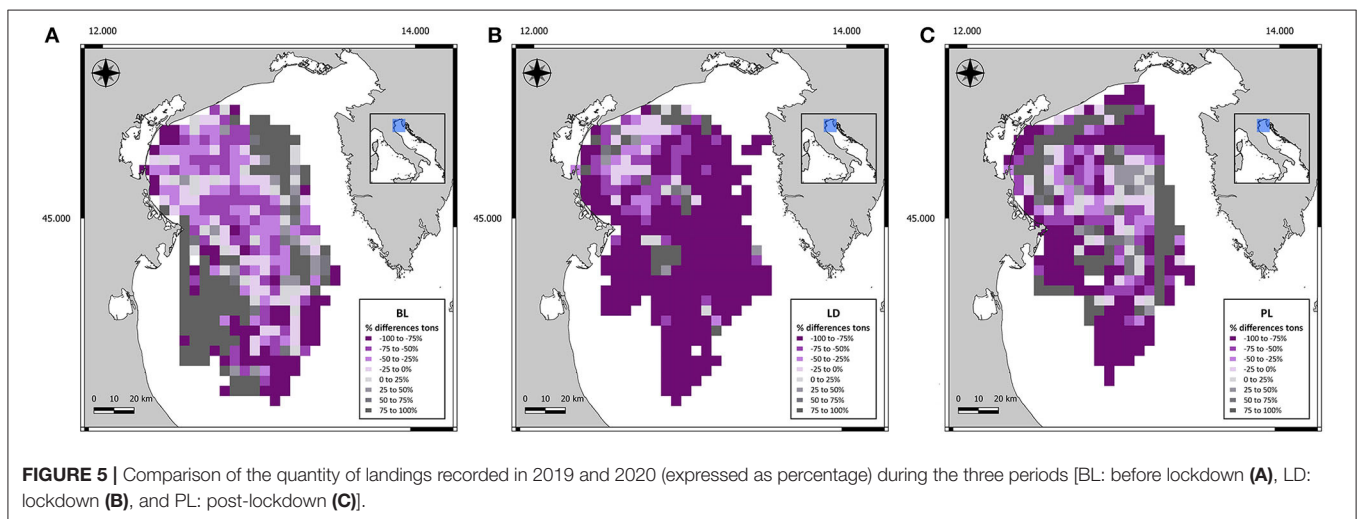 A
12.000
14.000
45.000
BL
% differences tons
-100 to -75%
-75 to -50%
-50 to -25%
-25 to 0%
0 to 25%
25 to 50%
50 to 75%
75 to 100%
0 10 20 km
B
12.000
14.000
45.000
LD
% differences tons
-100 to -75%
-75 to -50%
-50 to -25%
-25 to 0%
0 to 25%
25 to 50%
50 to 75%
75 to 100%
0 10 20 km
C
12.000
14.000
45.000
PL
% differences tons
-100 to -75%
-75 to -50%
-50 to -25%
-25 to 0%
0 to 25%
25 to 50%
50 to 75%
75 to 100%
0 10 20 km
FIGURE 5 | Comparison of the quantity of landings recorded in 2019 and 2020 (expressed as percentage) during the three periods [BL: before lockdown (A), LD:
lockdown (B), and PL: post-lockdown (C)].